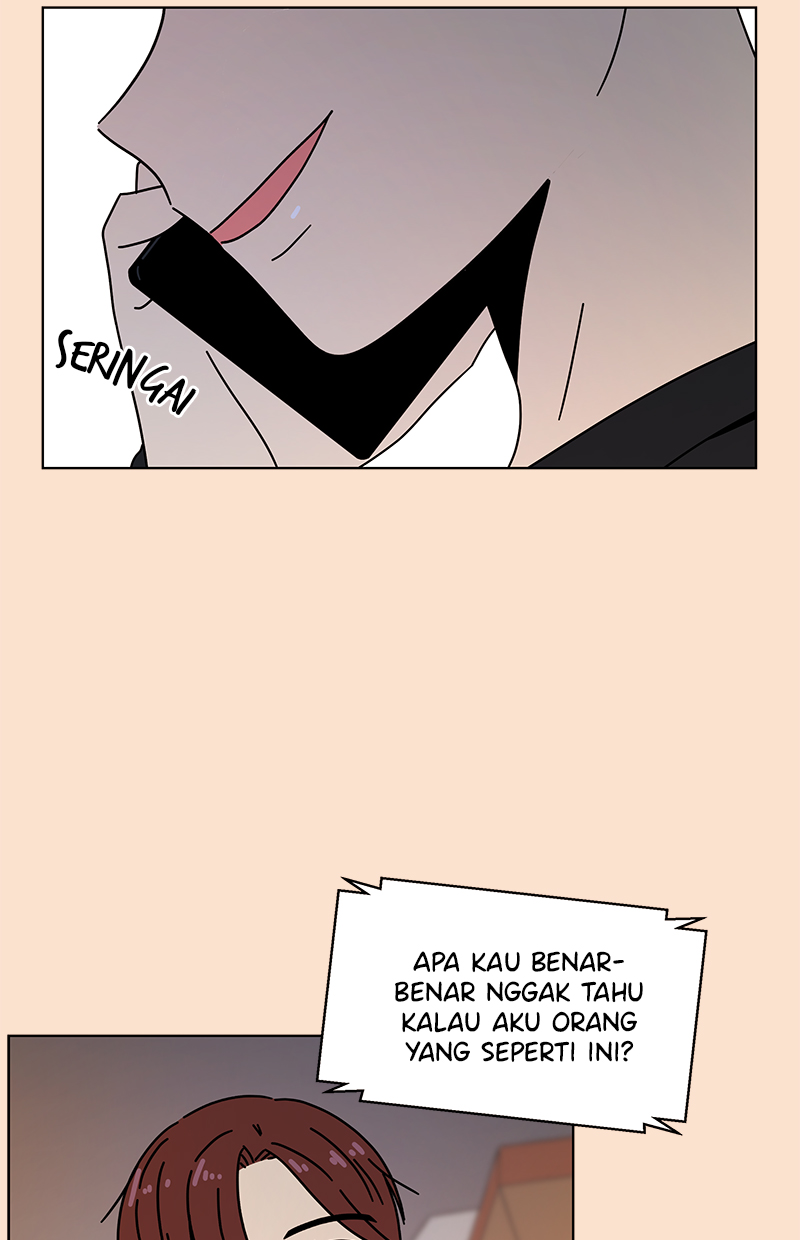 SERINGAI
APA KAU BENAR-
BENAR NGGAK TAHU
KALAU AKU ORANG
YANG SEPERTI INI?